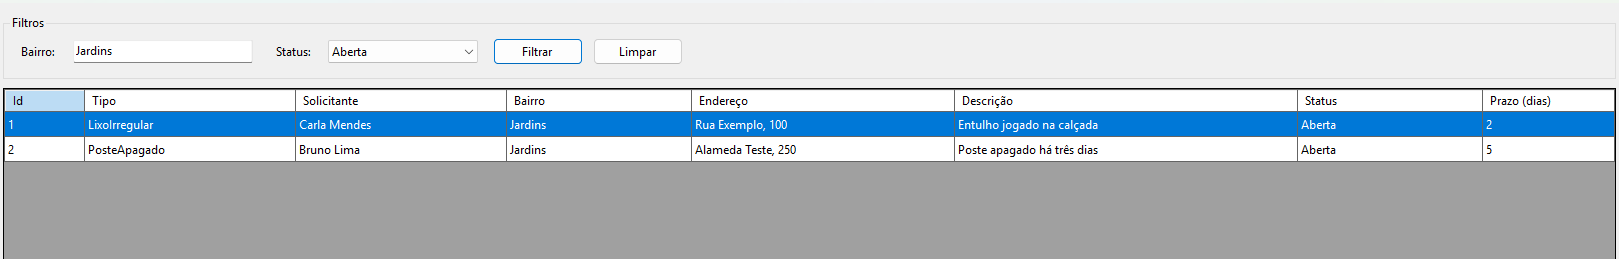 Filtros
Bairro: Jardins Status: Aberta Filtrar Limpar
Id Tipo Solicitante Bairro Endereço Descrição Status Prazo (dias)
1 LixoIrregular Carla Mendes Jardins Rua Exemplo, 100 Entulho jogado na calçada Aberta 2
2 PosteApagado Bruno Lima Jardins Alameda Teste, 250 Poste apagado há três dias Aberta 5